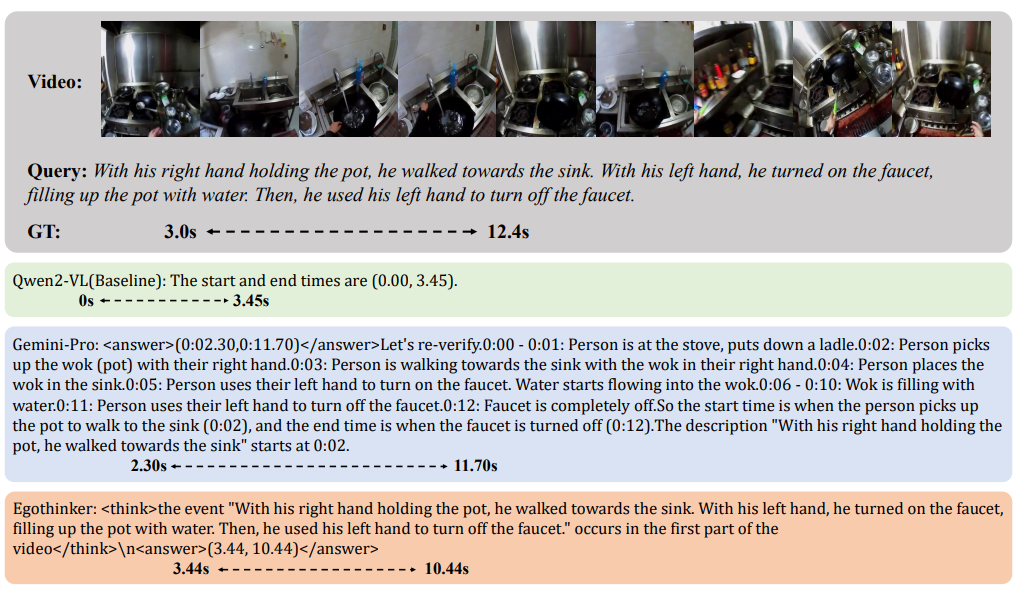 Video:
Query: With his right hand holding the pot, he walked towards the sink. With his left hand, he turned on the faucet,
filling up the pot with water. Then, he used his left hand to turn off the faucet.
GT: 3.0s 12.4s
Qwen2-VL(Baseline): The start and end times are (0.00, 3.45).
0s 3.45s
Gemini-Pro: <answer>(0:02.30,0:11.70)</answer>Let's re-verify.0:00 - 0:01: Person is at the stove, puts down a ladle.0:02: Person picks
up the wok (pot) with their right hand.0:03: Person is walking towards the sink with the wok in their right hand.0:04: Person places the
wok in the sink.0:05: Person uses their left hand to turn on the faucet. Water starts flowing into the wok.0:06 - 0:10: Wok is filling with
water.0:11: Person uses their left hand to turn off the faucet.0:12: Faucet is completely off.So the start time is when the person picks up
the pot to walk to the sink (0:02), and the end time is when the faucet is turned off (0:12).The description "With his right hand holding the
pot, he walked towards the sink" starts at 0:02.
2.30s 11.70s
Egothinker: <think>the event "With his right hand holding the pot, he walked towards the sink. With his left hand, he turned on the faucet,
filling up the pot with water. Then, he used his left hand to turn off the faucet." occurs in the first part of the
video</think>\n<answer>(3.44, 10.44)</answer>
3.44s 10.44s